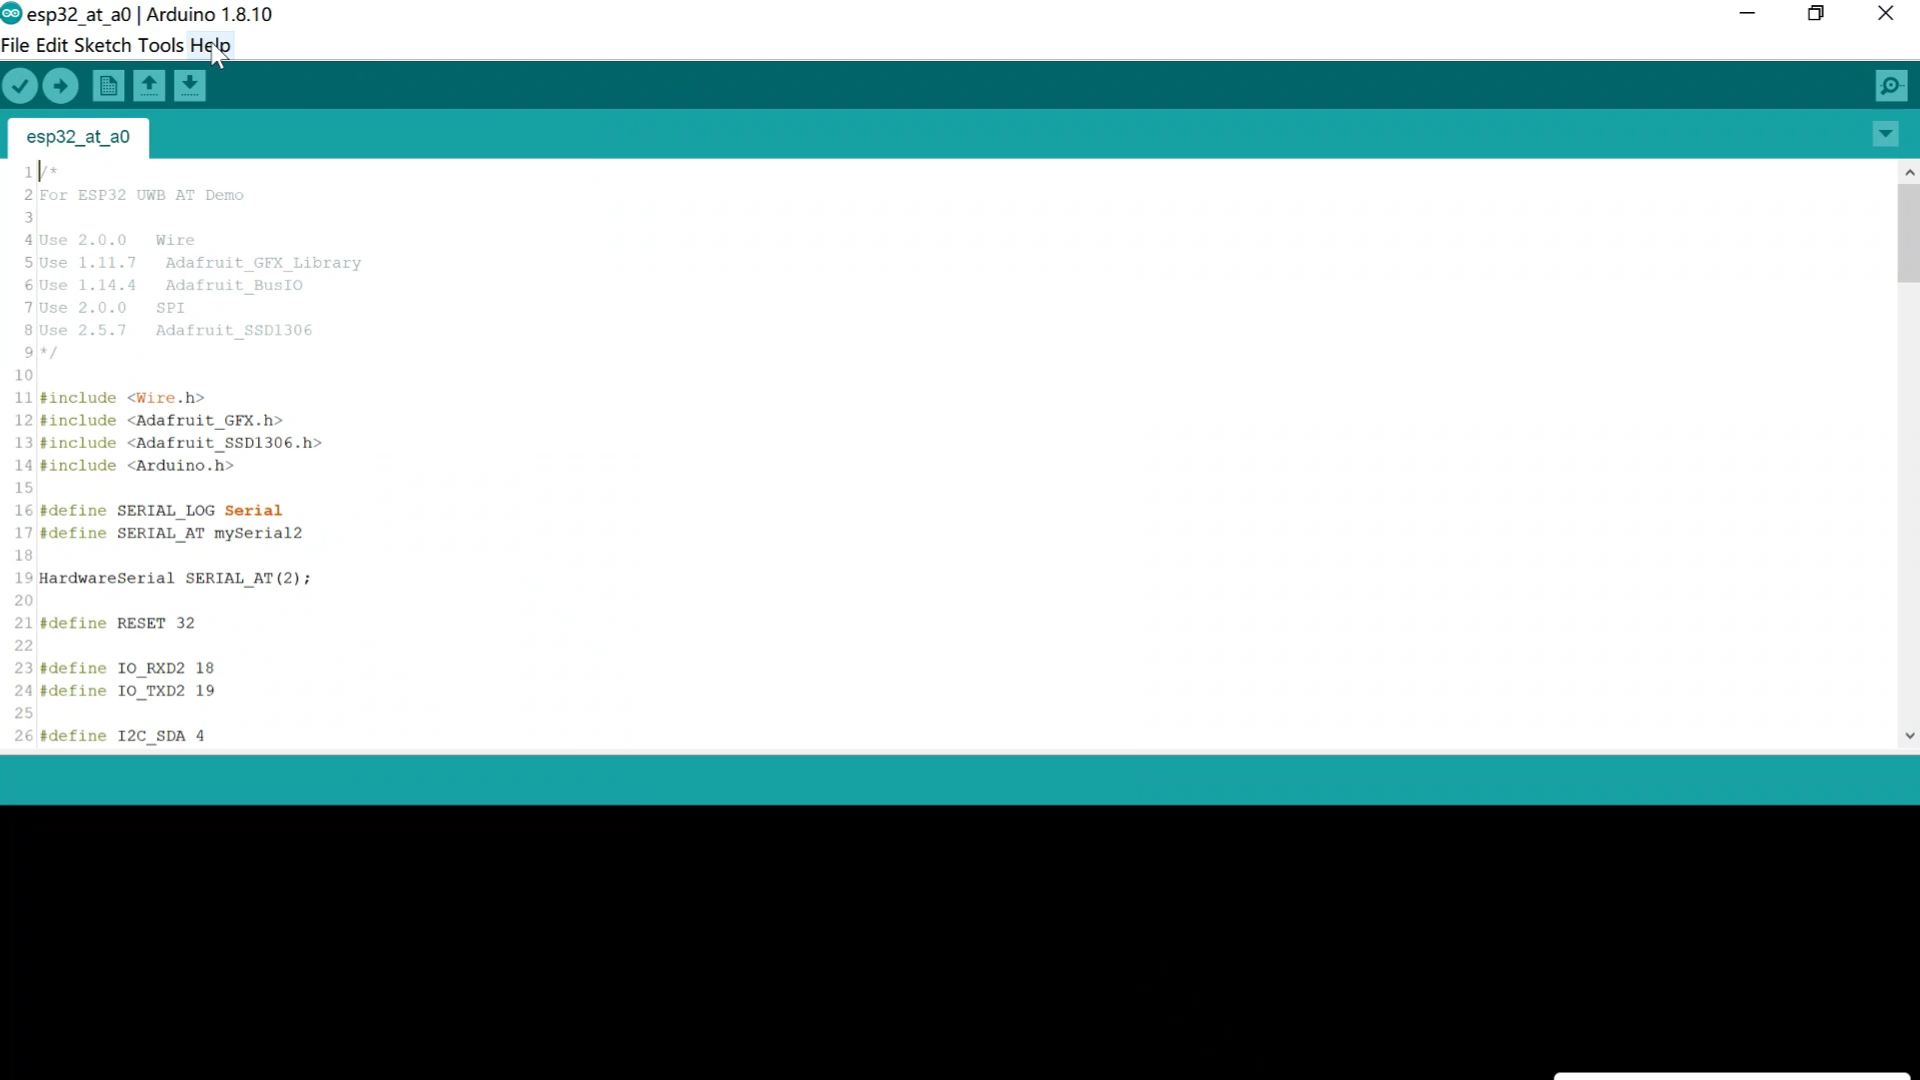 esp32_at_a0 | Arduino 1.8.10
File Edit Sketch Tools Help
esp32_at_a0
1 /*
2 For ESP32 UWB AT Demo
3
4 Use 2.0.0   Wire
5 Use 1.11.7   Adafruit_GFX_Library
6 Use 1.14.4   Adafruit_BusIO
7 Use 2.0.0   SPI
8 Use 2.5.7   Adafruit_SSD1306
9 */
10
11 #include <Wire.h>
12 #include <Adafruit_GFX.h>
13 #include <Adafruit_SSD1306.h>
14 #include <Arduino.h>
15
16 #define SERIAL_LOG Serial
17 #define SERIAL_AT mySerial2
18
19 HardwareSerial SERIAL_AT(2);
20
21 #define RESET 32
22
23 #define IO_RXD2 18
24 #define IO_TXD2 19
25
26 #define I2C_SDA 4